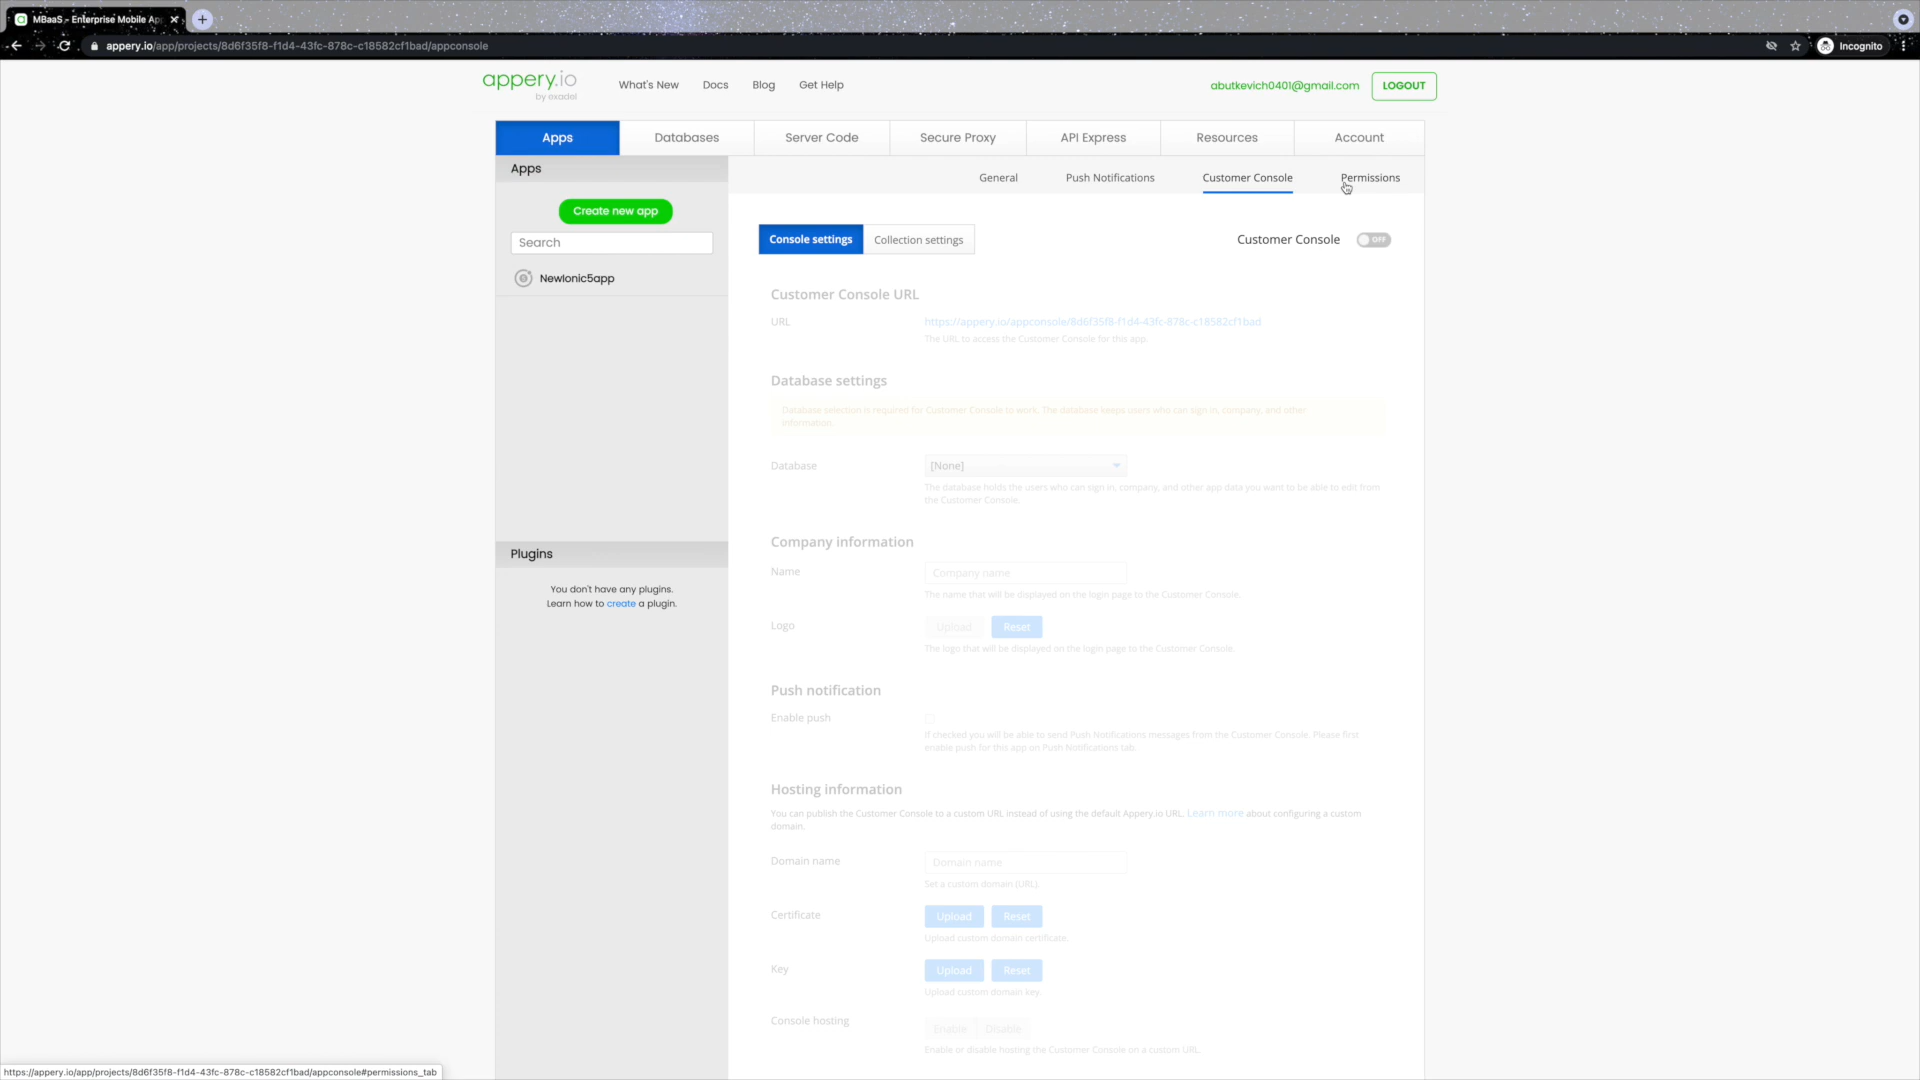 MBaaS - Enterprise Mobile Ap
appery.io/app/projects/8d6f35f8-f1d4-43fc-878c-c18582cf1bad/appconsole
Incognito
appery.io
by exadel
What's New
Docs
Blog
Get Help
abutkevich0401@gmail.com
LOGOUT
Apps
Databases
Server Code
Secure Proxy
API Express
Resources
Account
Apps
General
Push Notifications
Customer Console
Permissions
Create new app
Search
NewIonic5app
Console settings
Collection settings
Customer Console
OFF
Customer Console URL
URL
https://appery.io/appconsole/8d6f35f8-f1d4-43fc-878c-c18582cf1bad
The URL to access the Customer Console for this app.
Database settings
Database selection is required for Customer Console to work. The database keeps users who can sign-in, company, and other
information.
Database
[None]
The database holds the users who can sign in, company, and other app data you want to be able to edit from
the Customer Console.
Company information
Name
Company name
The name that will be displayed on the login page to the Customer Console.
Logo
Upload
Reset
The logo that will be displayed on the login page to the Customer Console.
Plugins
You don't have any plugins.
Learn how to create a plugin.
Push notification
Enable push
If checked you will be able to send Push Notifications messages from the Customer Console. Please first
enable push for this app on Push Notifications tab.
Hosting information
You can publish the Customer Console to a custom URL instead of using the default Appery.io URL. Learn more about configuring a custom
domain.
Domain name
Domain name
Set a custom domain (URL).
Certificate
Upload
Reset
Upload custom domain certificate.
Key
Upload
Reset
Upload custom domain key.
Console hosting
Enable
Disable
Enable or disable hosting the Customer Console on a custom URL.
https://appery.io/app/projects/8d6f35f8-f1d4-43fc-878c-c18582cf1bad/appconsole#permissions_tab